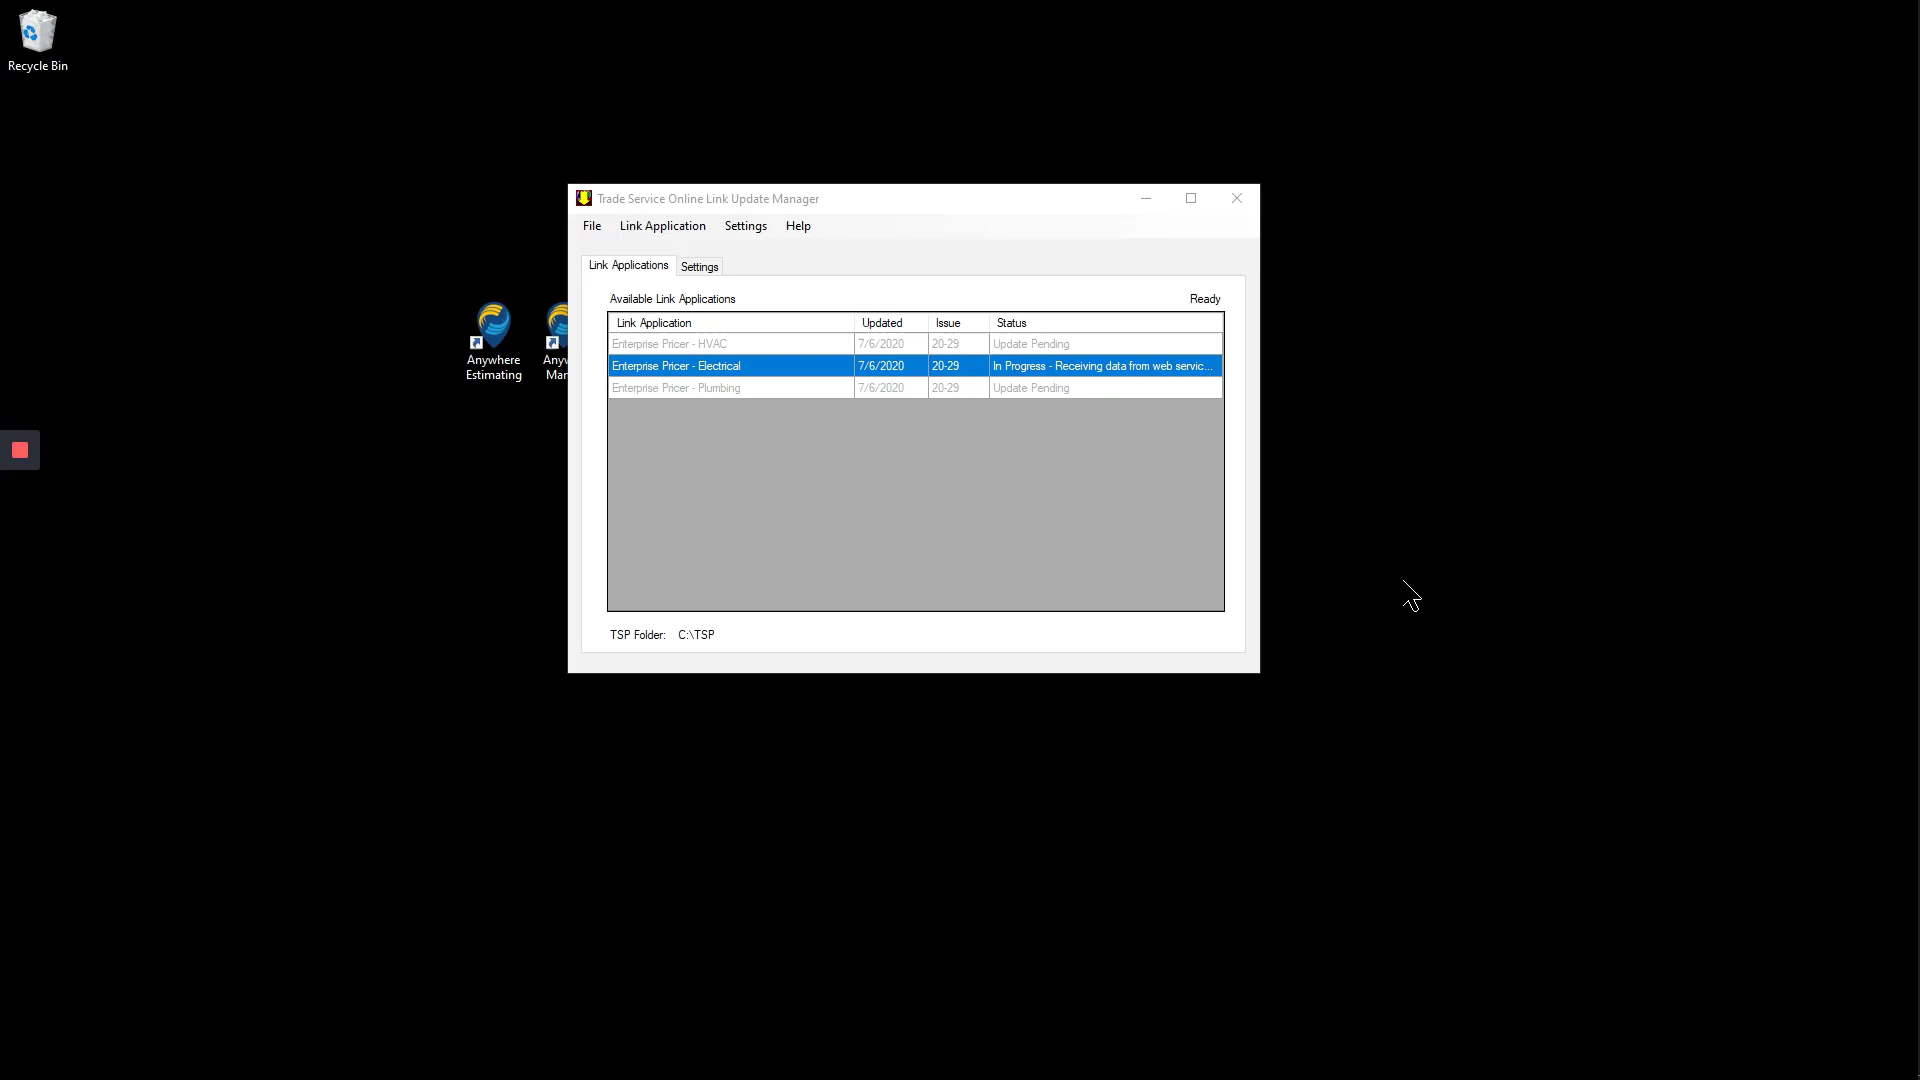 Recycle Bin
Trade Service Online Link Update Manager
File Link Application Settings Help
Link Applications Settings
Available Link Applications Ready
Link Application Updated Issue Status
Enterprise Pricer - HVAC 7/6/2020 20-29 Update Pending
Enterprise Pricer - Electrical 7/6/2020 20-29 In Progress - Receiving data from web servic...
Enterprise Pricer - Plumbing 7/6/2020 20-29 Update Pending
TSP Folder: C:\TSP
Anywhere
Estimating
Anyw
Man